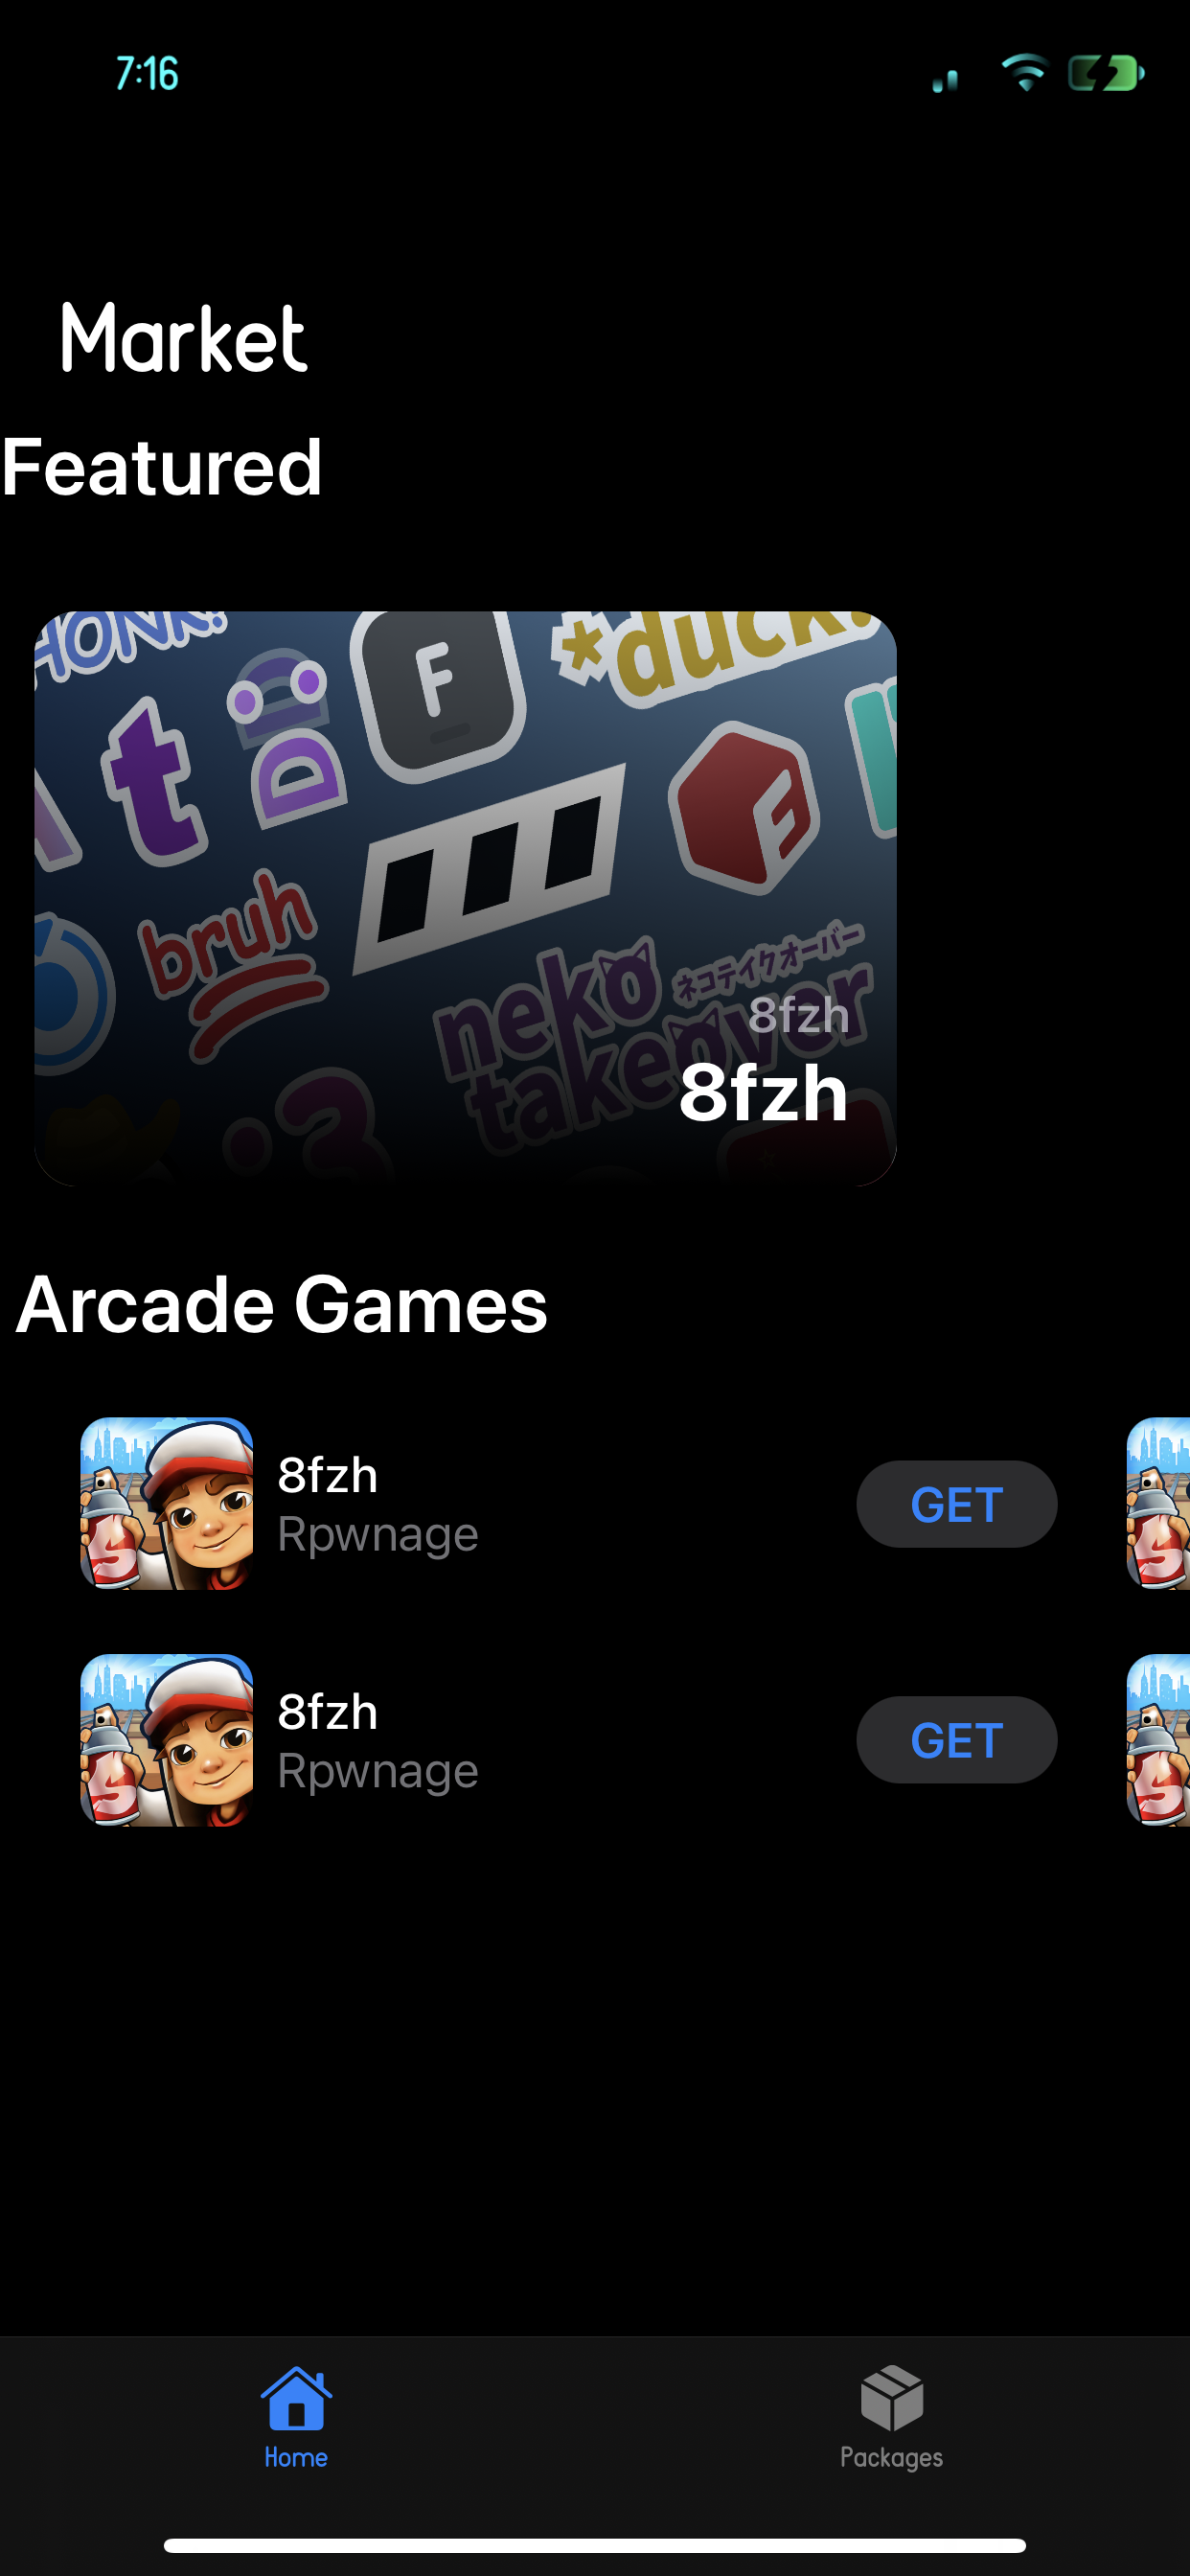 7:16
Market
Featured
HONK!
*duck!
t
F
bruh
neko
ネコテイクオーバー
takeover
:3
8fzh
8fzh
Arcade Games
8fzh
Rpwnage
GET
8fzh
Rpwnage
GET
Home
Packages